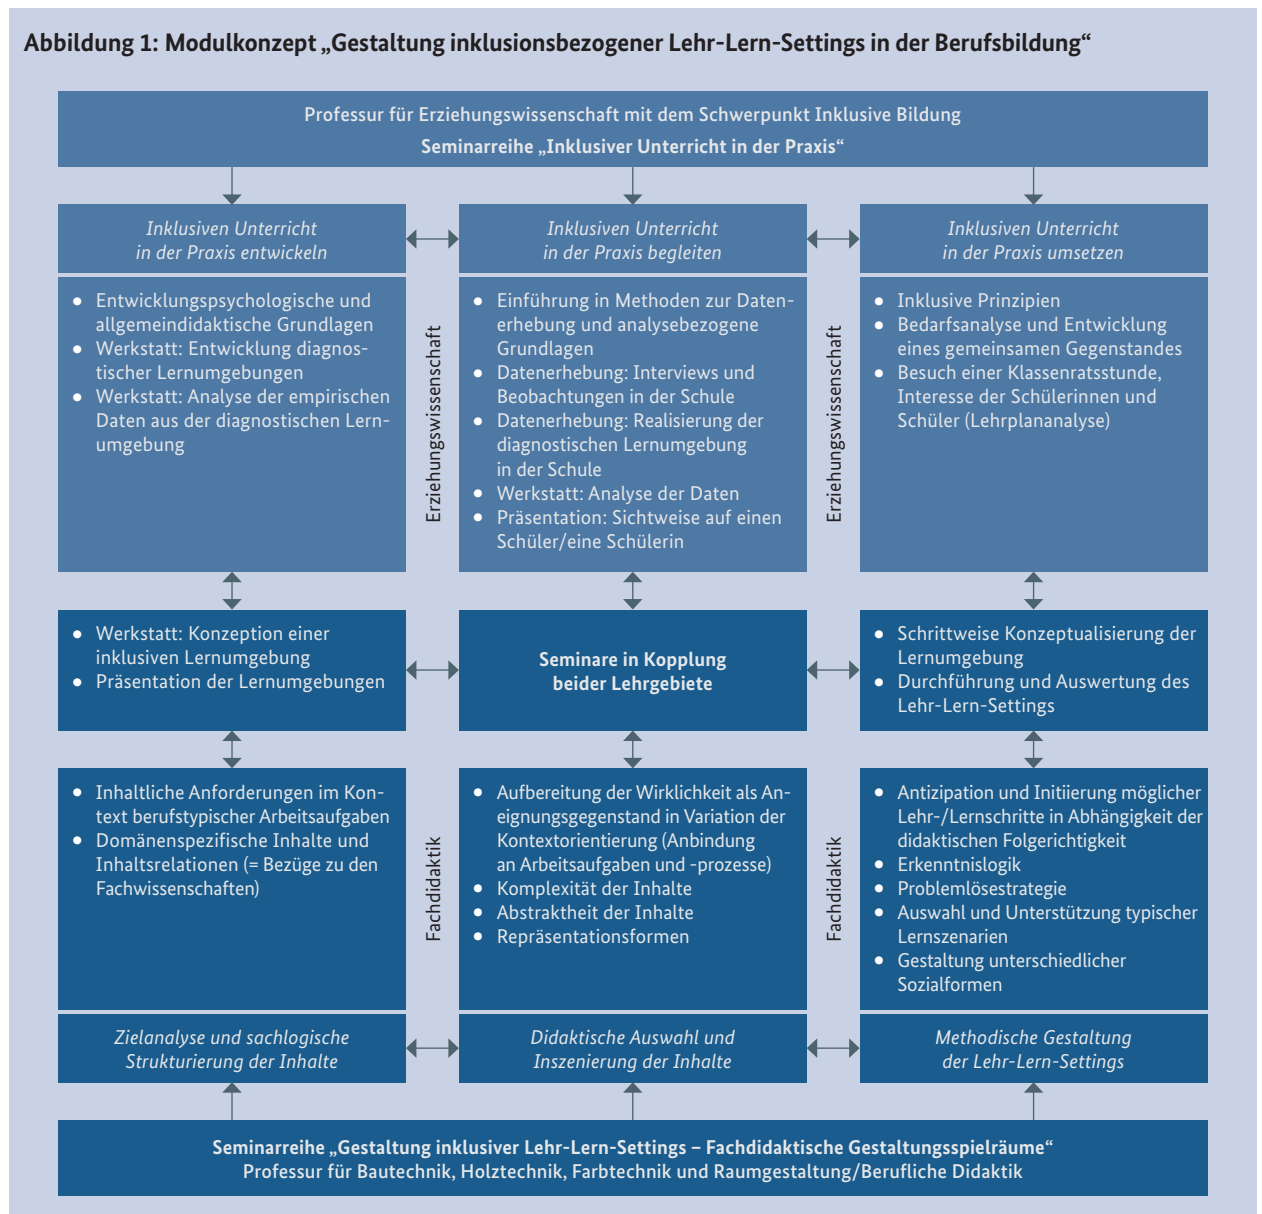 Abbildung 1: Modulkonzept „Gestaltung inklusionsbezogener Lehr-Lern-Settings in der Berufsbildung“
Professur für Erziehungswissenschaft mit dem Schwerpunkt Inklusive Bildung
Seminarreihe „Inklusiver Unterricht in der Praxis“
Inklusiven Unterricht
in der Praxis entwickeln
• Entwicklungspsychologische und
allgemeindidaktische Grundlagen
• Werkstatt: Entwicklung diagnos-
tischer Lernumgebungen
• Werkstatt: Analyse der empirischen
Daten aus der diagnostischen Lern-
umgebung
Erziehungswissenschaft
Inklusiven Unterricht
in der Praxis begleiten
• Einführung in Methoden zur Daten-
erhebung und analysebezogene
Grundlagen
• Datenerhebung: Interviews und
Beobachtungen in der Schule
• Datenerhebung: Realisierung der
diagnostischen Lernumgebung
in der Schule
• Werkstatt: Analyse der Daten
• Präsentation: Sichtweise auf einen
Schüler/eine Schülerin
Erziehungswissenschaft
Inklusiven Unterricht
in der Praxis umsetzen
• Inklusive Prinzipien
• Bedarfsanalyse und Entwicklung
eines gemeinsamen Gegenstandes
• Besuch einer Klassenratsstunde,
Interesse der Schülerinnen und
Schüler (Lehrplananalyse)
• Werkstatt: Konzeption einer
inklusiven Lernumgebung
• Präsentation der Lernumgebungen
Seminare in Kopplung
beider Lehrgebiete
• Schrittweise Konzeptualisierung der
Lernumgebung
• Durchführung und Auswertung des
Lehr-Lern-Settings
• Inhaltliche Anforderungen im Kon-
text berufstypischer Arbeitsaufgaben
• Domänenspezifische Inhalte und
Inhaltsrelationen (= Bezüge zu den
Fachwissenschaften)
Zielanalyse und sachlogische
Strukturierung der Inhalte
Fachdidaktik
• Aufbereitung der Wirklichkeit als An-
eignungsgegenstand in Variation der
Kontextorientierung (Anbindung
an Arbeitsaufgaben und -prozesse)
• Komplexität der Inhalte
• Abstraktheit der Inhalte
• Repräsentationsformen
Didaktische Auswahl und
Inszenierung der Inhalte
Fachdidaktik
• Antizipation und Initiierung möglicher
Lehr-/Lernschritte in Abhängigkeit der
didaktischen Folgerichtigkeit
• Erkenntnislogik
• Problemlösestrategie
• Auswahl und Unterstützung typischer
Lernszenarien
• Gestaltung unterschiedlicher
Sozialformen
Methodische Gestaltung
der Lehr-Lern-Settings
Seminarreihe „Gestaltung inklusiver Lehr-Lern-Settings – Fachdidaktische Gestaltungsspielräume“
Professur für Bautechnik, Holztechnik, Farbtechnik und Raumgestaltung/Berufliche Didaktik